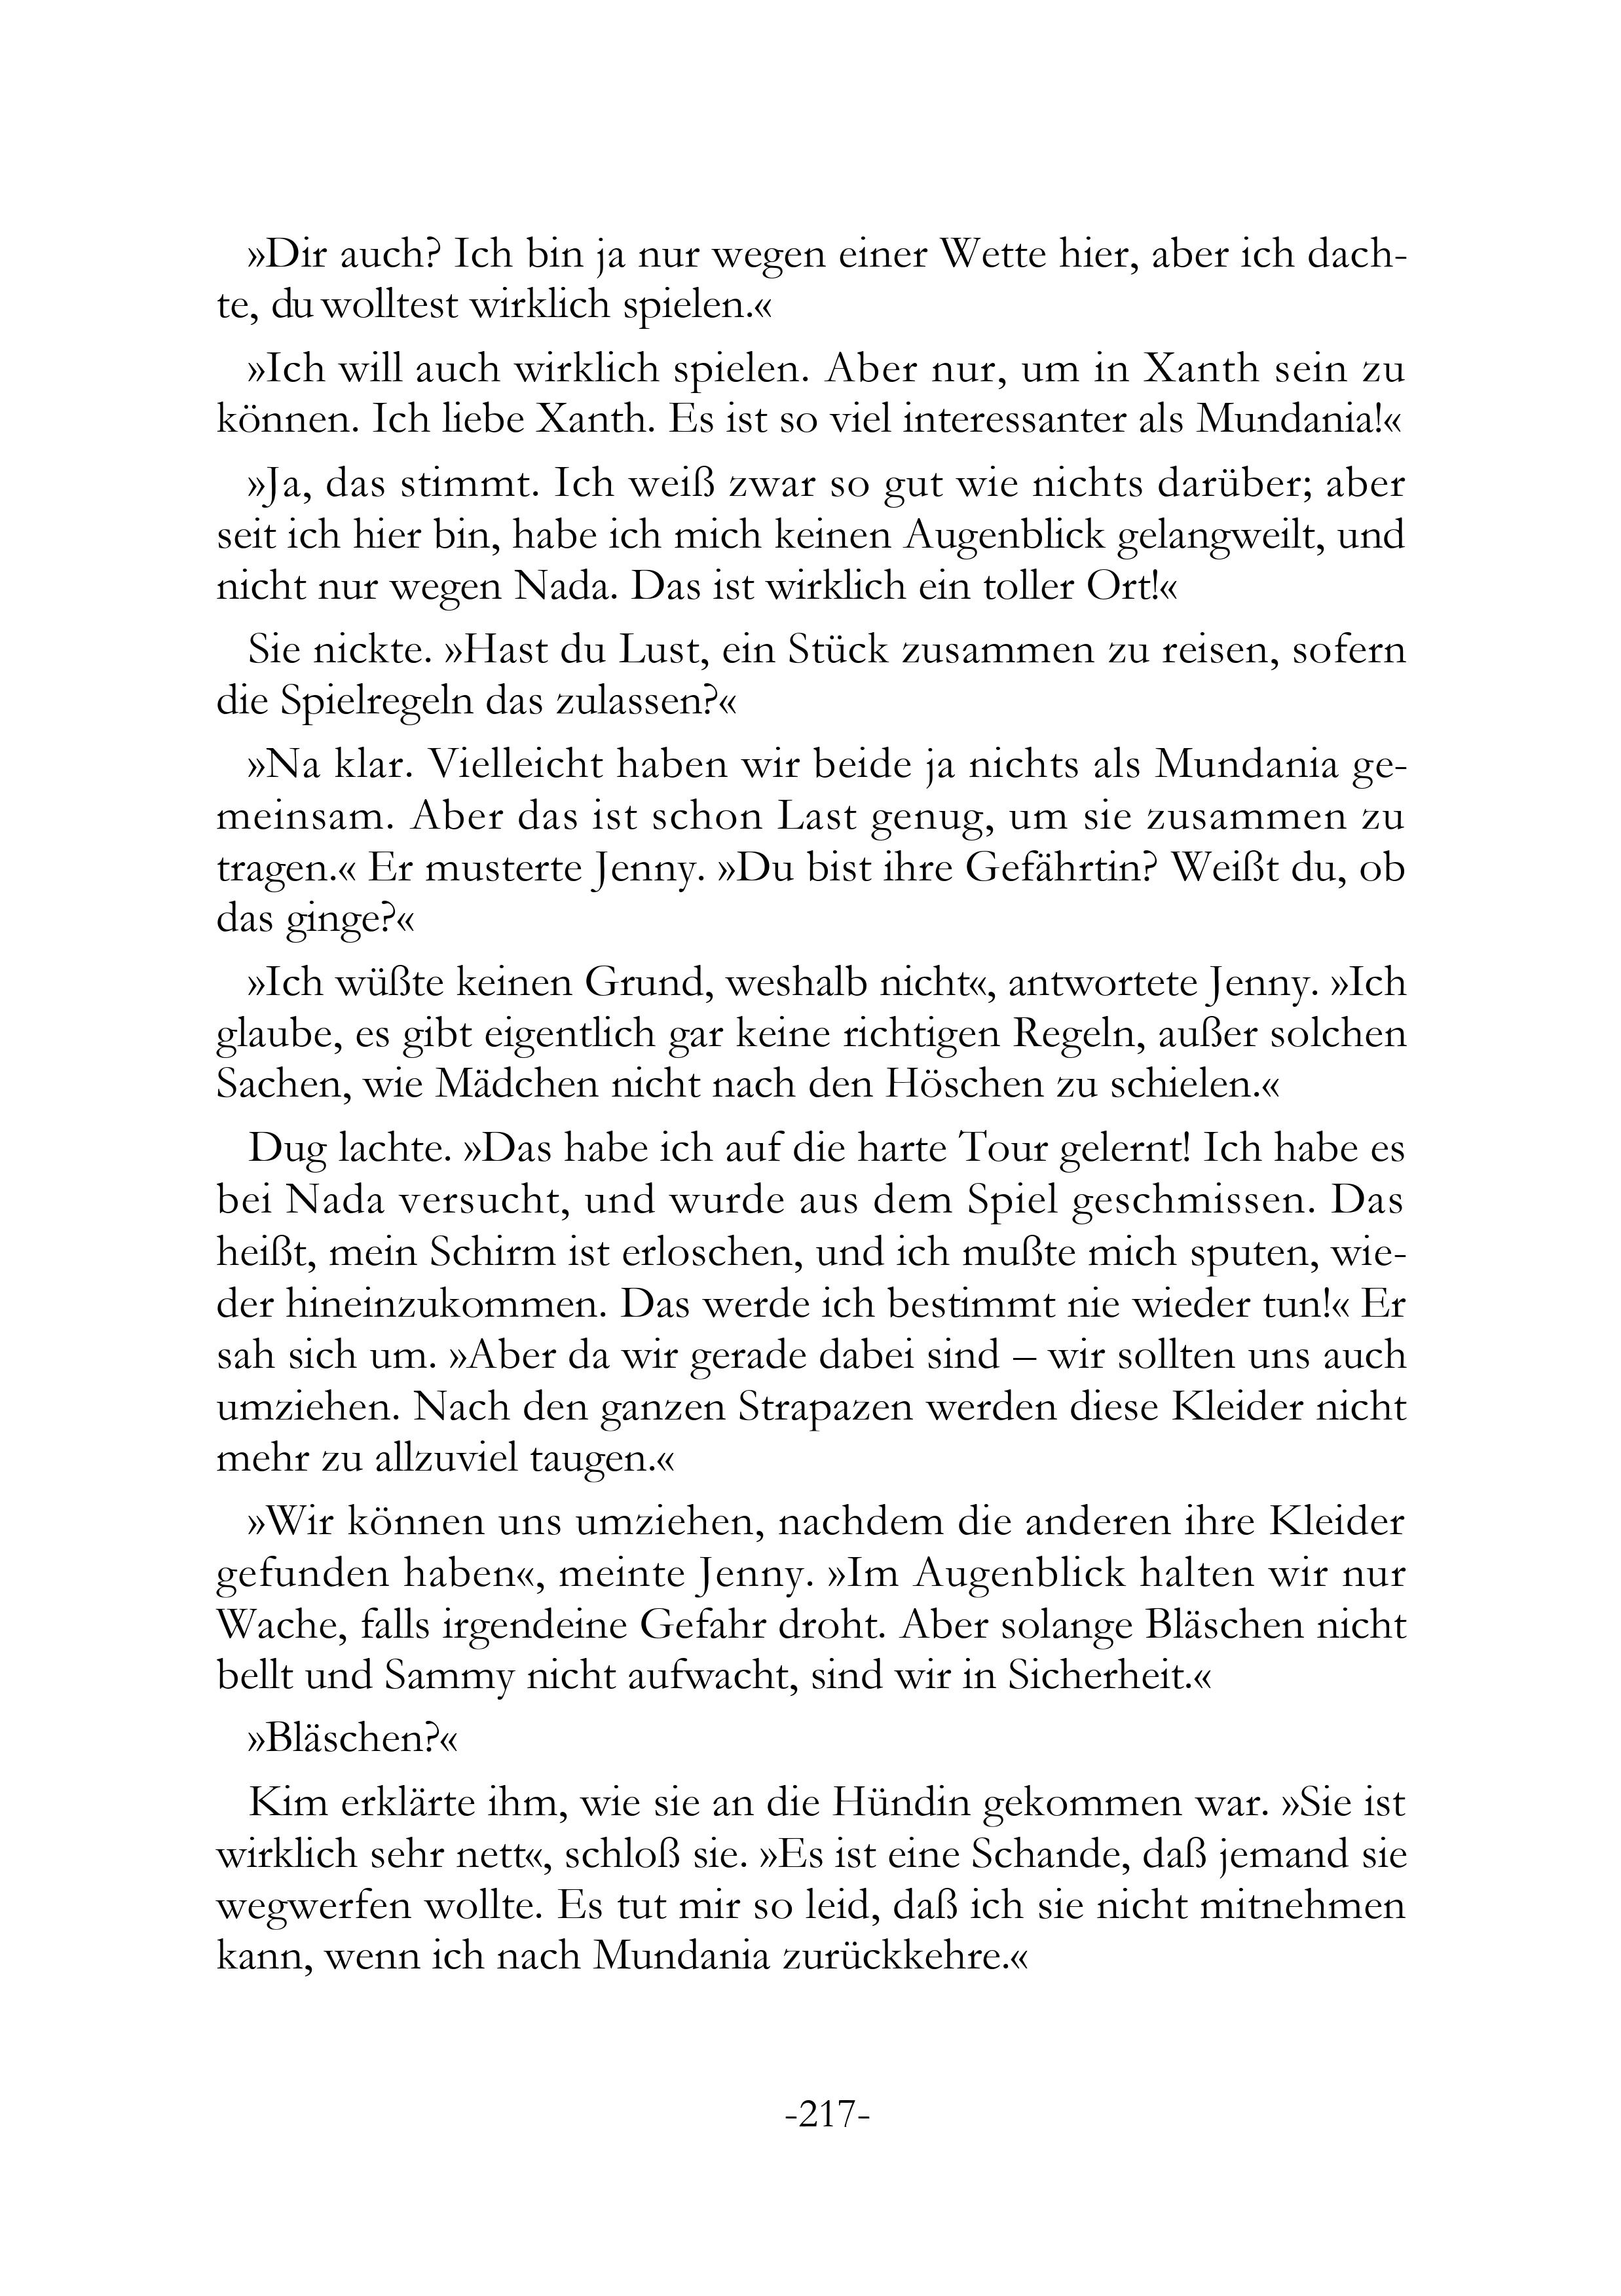 »Dir auch? Ich bin ja nur wegen einer Wette hier, aber ich dach-
te, du wolltest wirklich spielen.«
»Ich will auch wirklich spielen. Aber nur, um in Xanth sein zu
können. Ich liebe Xanth. Es ist so viel interessanter als Mundania!«
»Ja, das stimmt. Ich weiß zwar so gut wie nichts darüber; aber
seit ich hier bin, habe ich mich keinen Augenblick gelangweilt, und
nicht nur wegen Nada. Das ist wirklich ein toller Ort!«
Sie nickte. »Hast du Lust, ein Stück zusammen zu reisen, sofern
die Spielregeln das zulassen?«
»Na klar. Vielleicht haben wir beide ja nichts als Mundania ge-
meinsam. Aber das ist schon Last genug, um sie zusammen zu
tragen.« Er musterte Jenny. »Du bist ihre Gefährtin? Weißt du, ob
das ginge?«
»Ich wüßte keinen Grund, weshalb nicht«, antwortete Jenny. »Ich
glaube, es gibt eigentlich gar keine richtigen Regeln, außer solchen
Sachen, wie Mädchen nicht nach den Höschen zu schielen.«
Dug lachte. »Das habe ich auf die harte Tour gelernt! Ich habe es
bei Nada versucht, und wurde aus dem Spiel geschmissen. Das
heißt, mein Schirm ist erloschen, und ich mußte mich sputen, wie-
der hineinzukommen. Das werde ich bestimmt nie wieder tun!« Er
sah sich um. »Aber da wir gerade dabei sind – wir sollten uns auch
umziehen. Nach den ganzen Strapazen werden diese Kleider nicht
mehr zu allzuviel taugen.«
»Wir können uns umziehen, nachdem die anderen ihre Kleider
gefunden haben«, meinte Jenny. »Im Augenblick halten wir nur
Wache, falls irgendeine Gefahr droht. Aber solange Bläschen nicht
bellt und Sammy nicht aufwacht, sind wir in Sicherheit.«
»Bläschen?«
Kim erklärte ihm, wie sie an die Hündin gekommen war. »Sie ist
wirklich sehr nett«, schloß sie. »Es ist eine Schande, daß jemand sie
wegwerfen wollte. Es tut mir so leid, daß ich sie nicht mitnehmen
kann, wenn ich nach Mundania zurückkehre.«
-217-